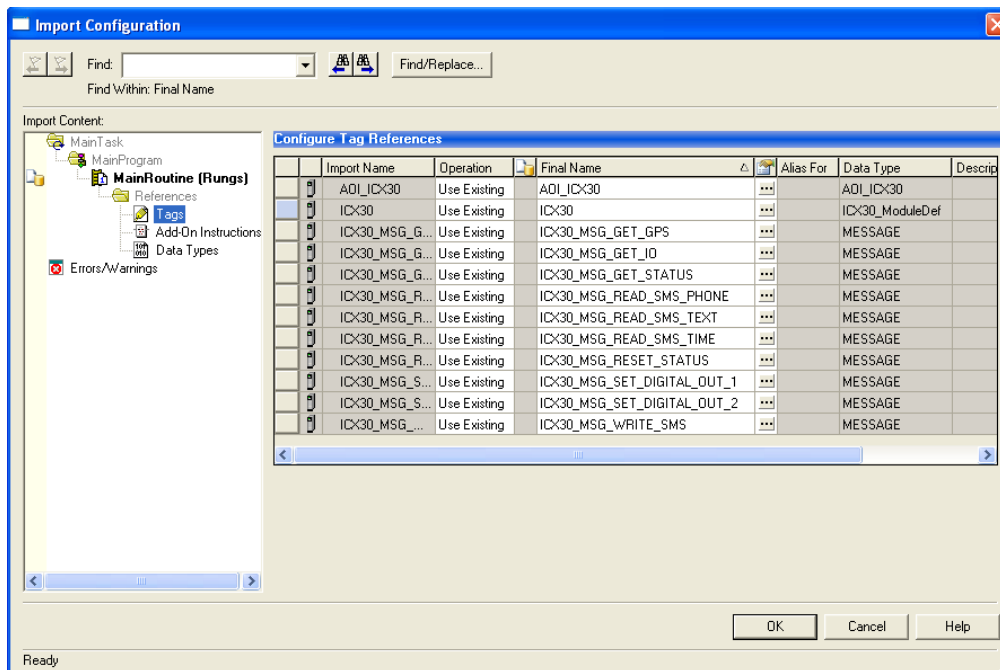 Import Configuration
Find:
Find/Replace...
Find Within: Final Name
Import Content:
MainTask
MainProgram
MainRoutine (Rungs)
References
Tags
Add-On Instructions
Data Types
Errors/Warnings
Configure Tag References
Import Name Operation Final Name Alias For Data Type Descrip
AOI_ICX30 Use Existing AOI_ICX30 ... AOI_ICX30
ICX30 Use Existing ICX30 ... ICX30_ModuleDef
ICX30_MSG_G... Use Existing ICX30_MSG_GET_GPS ... MESSAGE
ICX30_MSG_G... Use Existing ICX30_MSG_GET_IO ... MESSAGE
ICX30_MSG_G... Use Existing ICX30_MSG_GET_STATUS ... MESSAGE
ICX30_MSG_R... Use Existing ICX30_MSG_READ_SMS_PHONE ... MESSAGE
ICX30_MSG_R... Use Existing ICX30_MSG_READ_SMS_TEXT ... MESSAGE
ICX30_MSG_R... Use Existing ICX30_MSG_READ_SMS_TIME ... MESSAGE
ICX30_MSG_R... Use Existing ICX30_MSG_RESET_STATUS ... MESSAGE
ICX30_MSG_S... Use Existing ICX30_MSG_SET_DIGITAL_OUT_1 ... MESSAGE
ICX30_MSG_S... Use Existing ICX30_MSG_SET_DIGITAL_OUT_2 ... MESSAGE
ICX30_MSG_... Use Existing ICX30_MSG_WRITE_SMS ... MESSAGE
OK Cancel Help
Ready